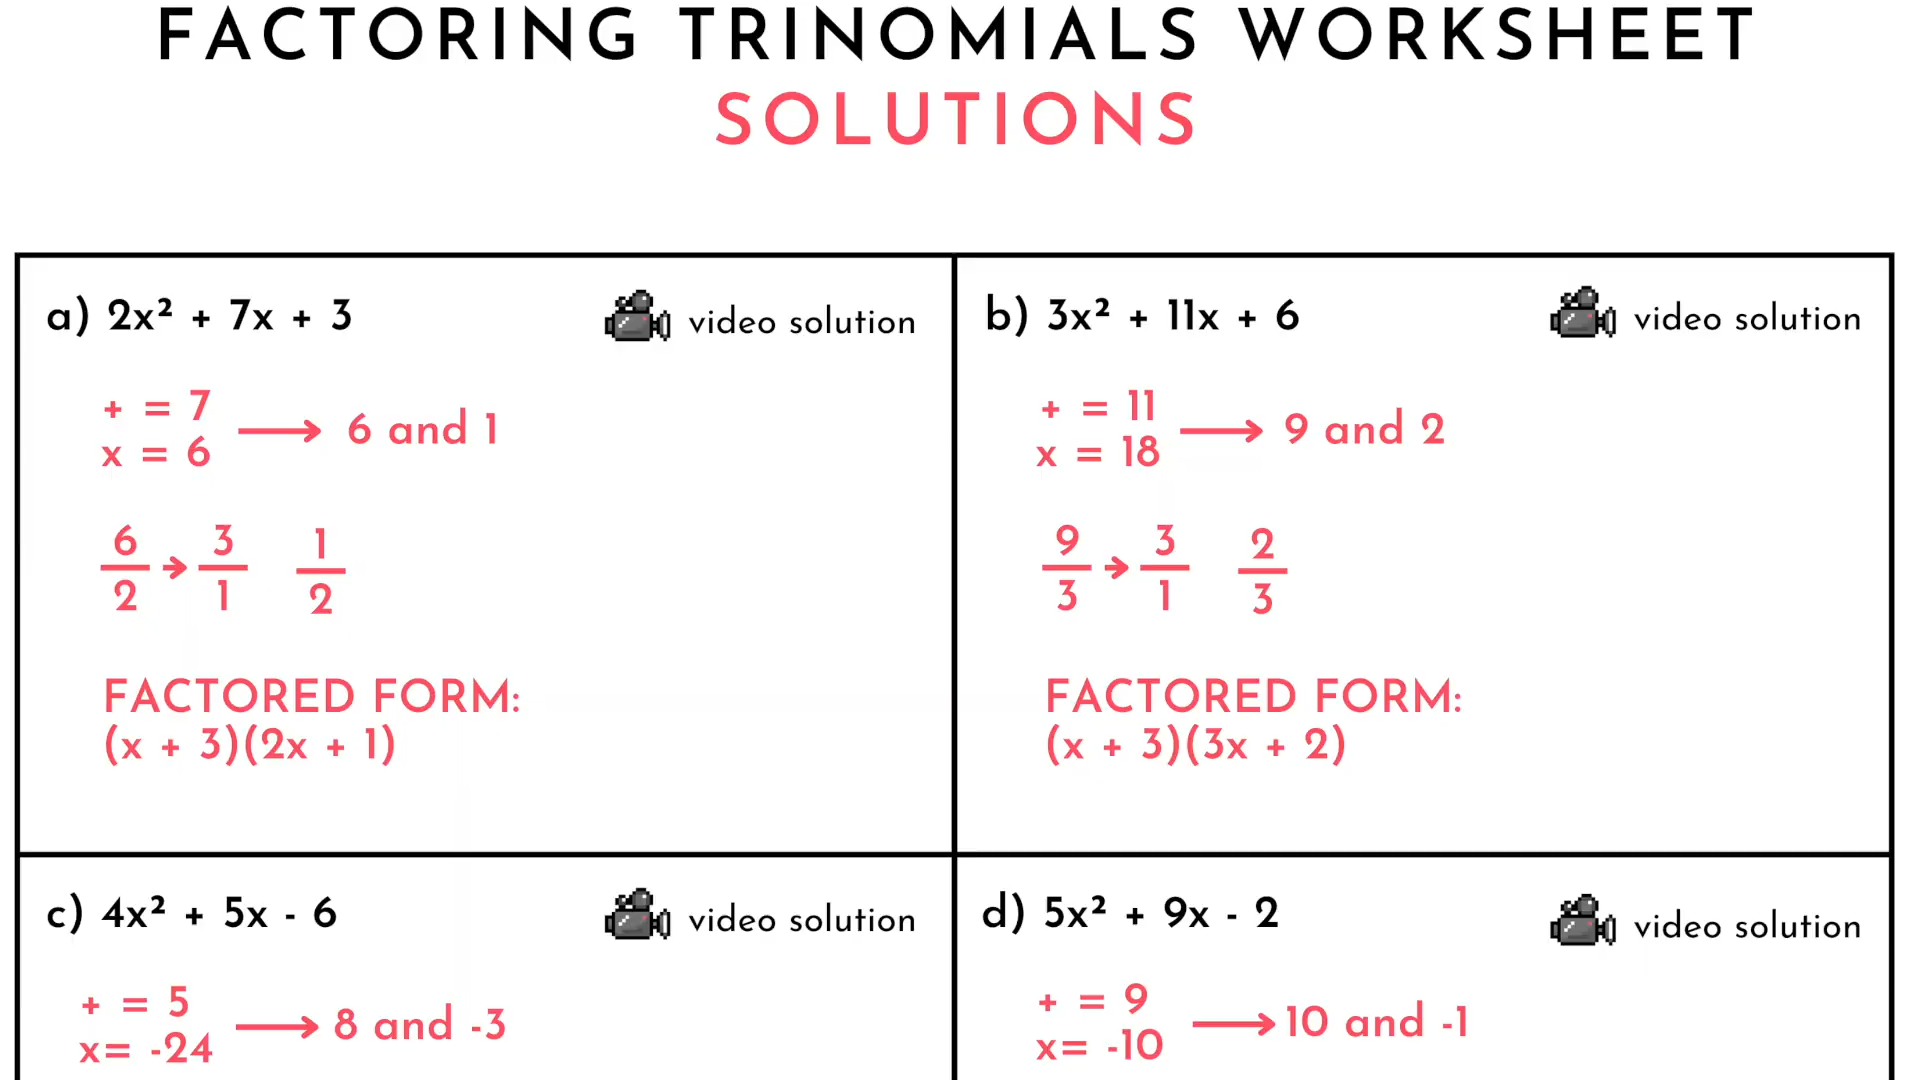 FACTORING TRINOMIALS WORKSHEET
SOLUTIONS
a) 2x² + 7x + 3
video solution
+ = 7
x = 6
6 and 1
6/2 → 3/1 1/2
FACTORED FORM:
(x + 3)(2x + 1)
b) 3x² + 11x + 6
video solution
+ = 11
x = 18
9 and 2
9/3 → 3/1 2/3
FACTORED FORM:
(x + 3)(3x + 2)
c) 4x² + 5x - 6
video solution
+ = 5
x= -24
8 and -3
d) 5x² + 9x - 2
video solution
+ = 9
x= -10
10 and -1